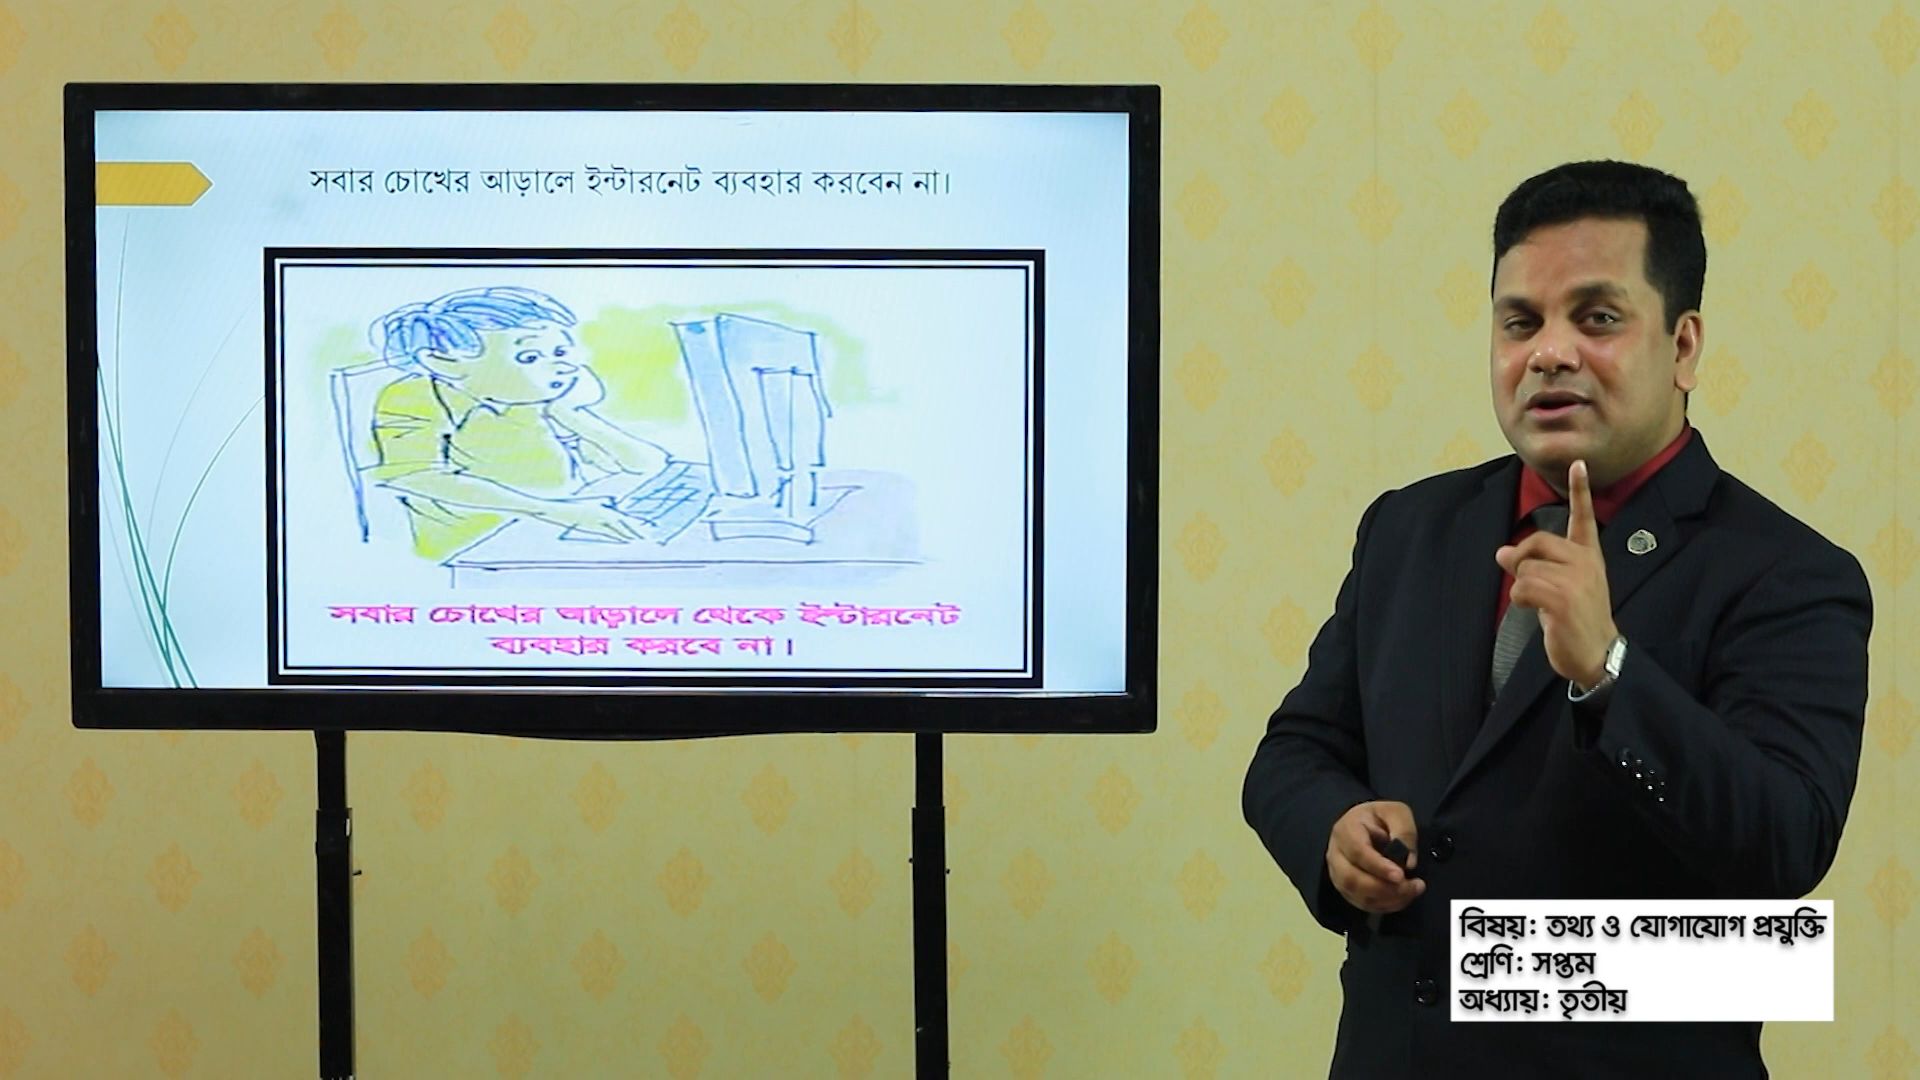 সবার চোখের আড়ালে ইন্টারনেট ব্যবহার করবেন না।
সবার চোখের আড়ালে থেকে ইন্টারনেট
ব্যবহার করবে না।
বিষয়: তথ্য ও যোগাযোগ প্রযুক্তি
শ্রেণি: সপ্তম
অধ্যায়: তৃতীয়